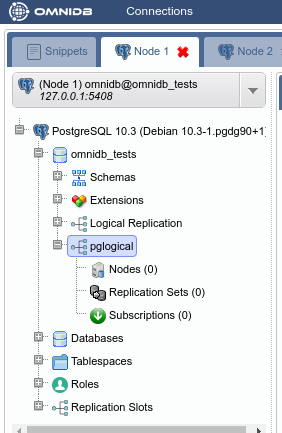 OMNIDB Connections
Snippets Node 1 Node 2
(Node 1) omnidb@omnidb_tests
127.0.0.1:5408
PostgreSQL 10.3 (Debian 10.3-1.pgdg90+1)
omnidb_tests
Schemas
Extensions
Logical Replication
pglogical
Nodes (0)
Replication Sets (0)
Subscriptions (0)
Databases
Tablespaces
Roles
Replication Slots